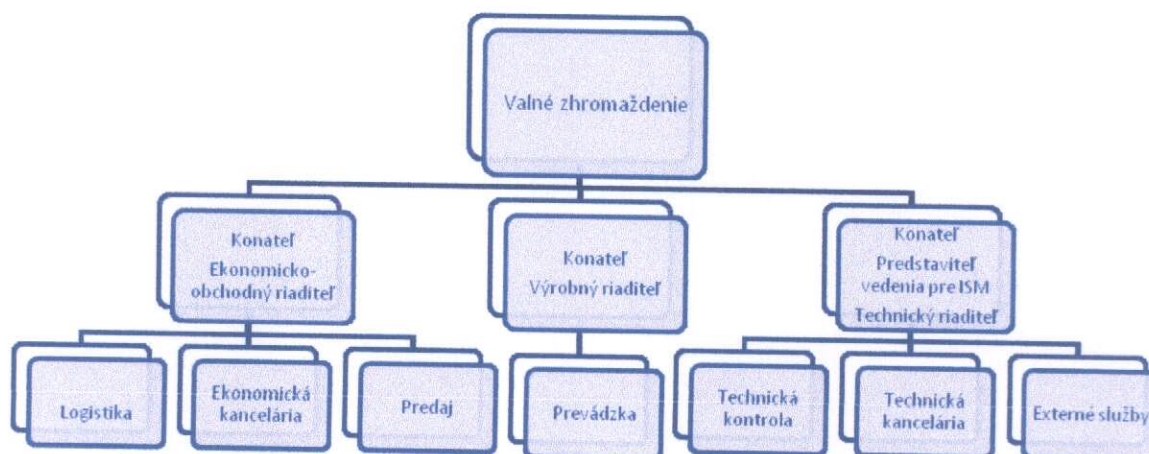 Valné zhromaždenie
Konateľ
Ekonomicko-
obchodný riaditeľ
Konateľ
Výrobný riaditeľ
Konateľ
Predstaviteľ
vedenia pre ISM
Technický riaditeľ
Logistika
Ekonomická
kancelária
Predaj
Prevádzka
Technická
kontrola
Technická
kancelária
Externé služby